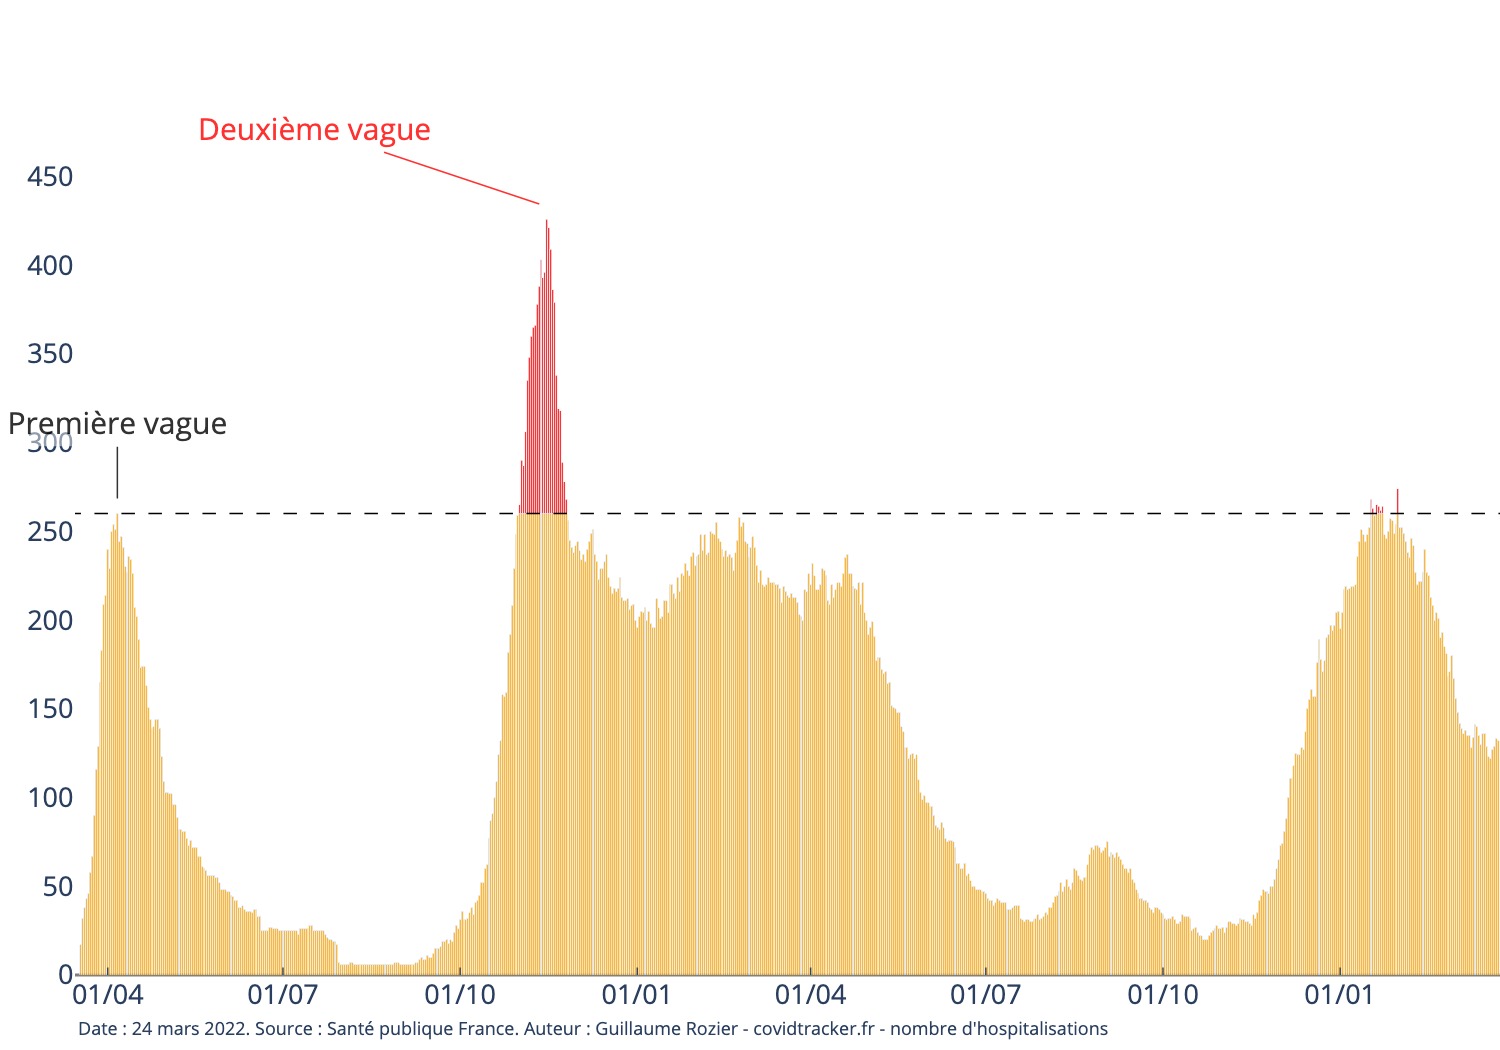 Deuxième vague
450
400
350
Première vague
300
250
200
150
100
50
0
01/04 01/07 01/10 01/01 01/04 01/07 01/10 01/01
Date : 24 mars 2022. Source : Santé publique France. Auteur : Guillaume Rozier - covidtracker.fr - nombre d'hospitalisations